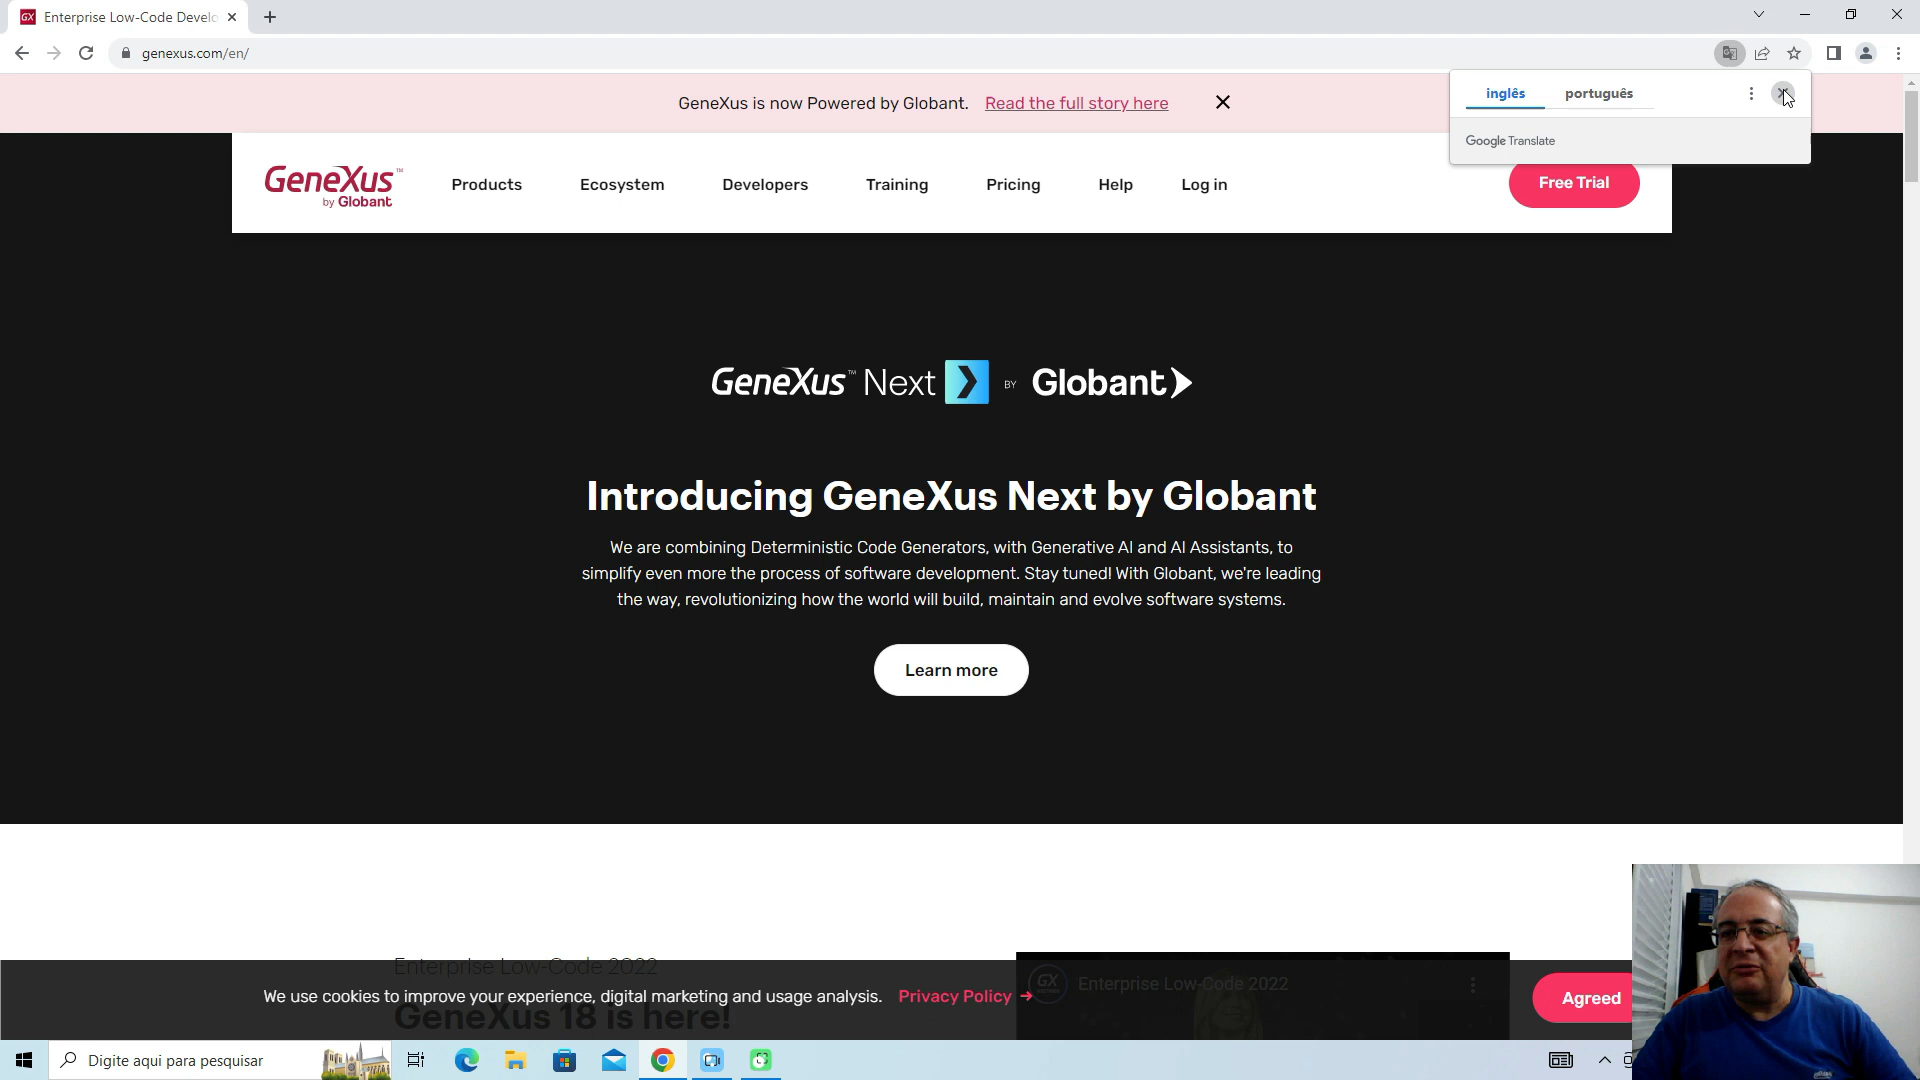 GX Enterprise Low-Code Develo
genexus.com/en/
GeneXus is now Powered by Globant. Read the full story here
inglês português
Google Translate
GeneXus™
by Globant
Products Ecosystem Developers Training Pricing Help Log in Free Trial
GeneXus™ Next BY Globant
Introducing GeneXus Next by Globant
We are combining Deterministic Code Generators, with Generative AI and AI Assistants, to
simplify even more the process of software development. Stay tuned! With Globant, we're leading
the way, revolutionizing how the world will build, maintain and evolve software systems.
Learn more
Enterprise Low-Code 2022
GX Enterprise Low-Code 2022
We use cookies to improve your experience, digital marketing and usage analysis. Privacy Policy → Agreed
GeneXus 18 is here!
Digite aqui para pesquisar